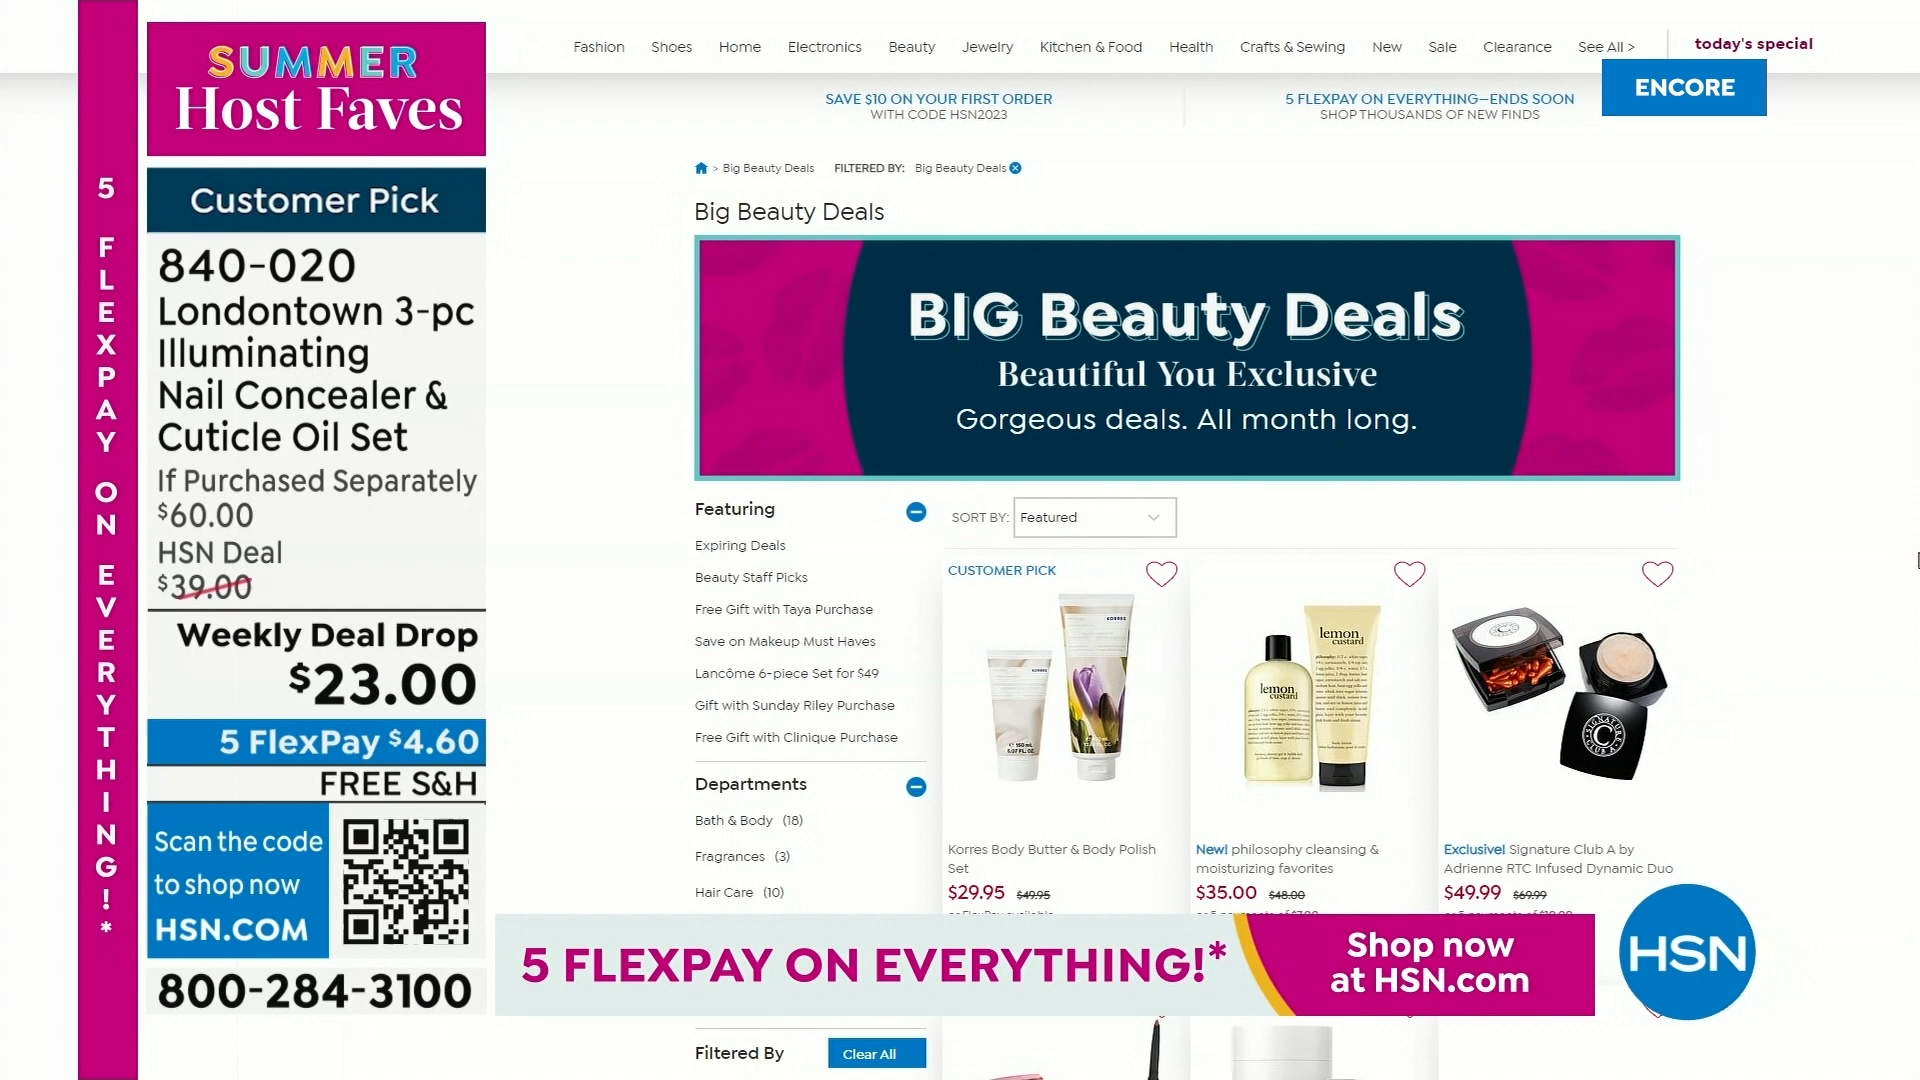 5 FLEXPAY ON EVERYTHING!*
SUMMER
Host Faves
Customer Pick
840-020
Londontown 3-pc
Illuminating
Nail Concealer &
Cuticle Oil Set
If Purchased Separately
$60.00
HSN Deal
$39.00
Weekly Deal Drop
$23.00
5 FlexPay $4.60
FREE S&H
Scan the code
to shop now
HSN.COM
800-284-3100
Fashion Shoes Home Electronics Beauty Jewelry Kitchen & Food Health Crafts & Sewing New Sale Clearance See All > today's special
ENCORE
SAVE $10 ON YOUR FIRST ORDER
WITH CODE HSN2023
5 FLEXPAY ON EVERYTHING—ENDS SOON
SHOP THOUSANDS OF NEW FINDS
> Big Beauty Deals FILTERED BY: Big Beauty Deals
Big Beauty Deals
BIG Beauty Deals
Beautiful You Exclusive
Gorgeous deals. All month long.
Featuring
Expiring Deals
Beauty Staff Picks
Free Gift with Taya Purchase
Save on Makeup Must Haves
Lancôme 6-piece Set for $49
Gift with Sunday Riley Purchase
Free Gift with Clinique Purchase
Departments
Bath & Body (18)
Fragrances (3)
Hair Care (10)
Filtered By
Clear All
SORT BY: Featured
CUSTOMER PICK
KORRES
KORRES
Korres Body Butter & Body Polish
Set
$29.95 $49.95
lemon
custard
lemon
custard
New! philosophy cleansing &
moisturizing favorites
$35.00 $48.00
SIGNATURE CLUB
C
Exclusive! Signature Club A by
Adrienne RTC Infused Dynamic Duo
$49.99 $69.99
5 FLEXPAY ON EVERYTHING!*
Shop now
at HSN.com
HSN